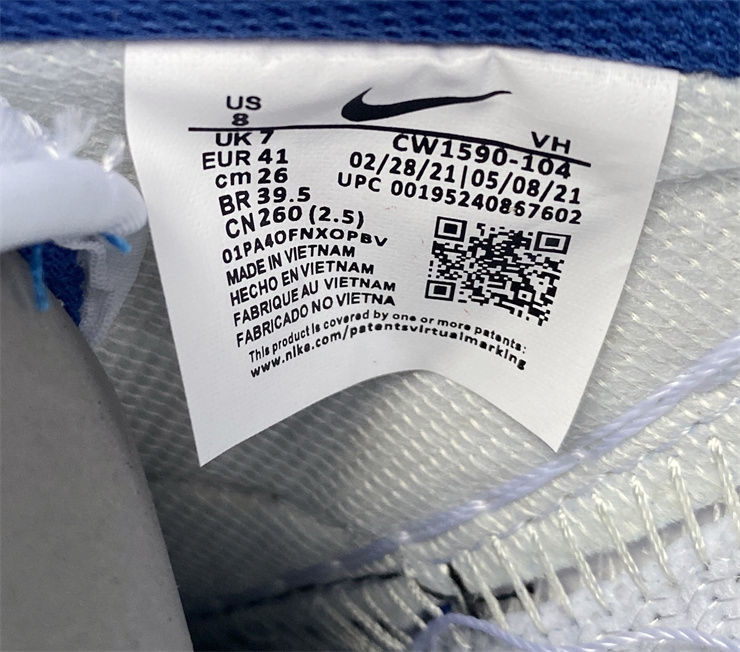 US
8
UK 7
EUR 41
cm 26
BR 39.5
CN 260 (2.5)
VH
CW1590-104
02/28/21|05/08/21
UPC 00195240867602
01PA4OFNXOPBV
MADE IN VIETNAM
HECHO EN VIETNAM
FABRIQUE AU VIETNAM
FABRICADO NO VIETNA
This product is covered by one or more patents:
www.nike.com/patentsvirtualmarking